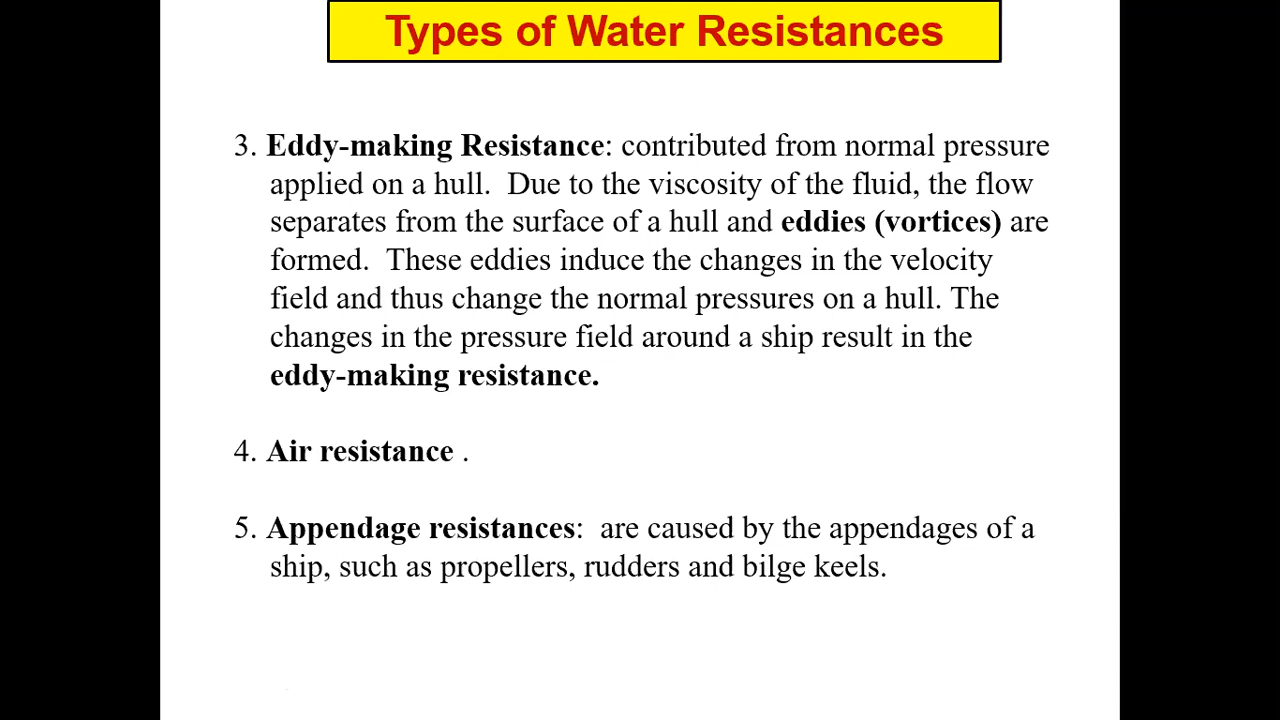 Types of Water Resistances
3. Eddy-making Resistance: contributed from normal pressure
applied on a hull.  Due to the viscosity of the fluid, the flow
separates from the surface of a hull and eddies (vortices) are
formed.  These eddies induce the changes in the velocity
field and thus change the normal pressures on a hull. The
changes in the pressure field around a ship result in the
eddy-making resistance.
4. Air resistance .
5. Appendage resistances:  are caused by the appendages of a
ship, such as propellers, rudders and bilge keels.